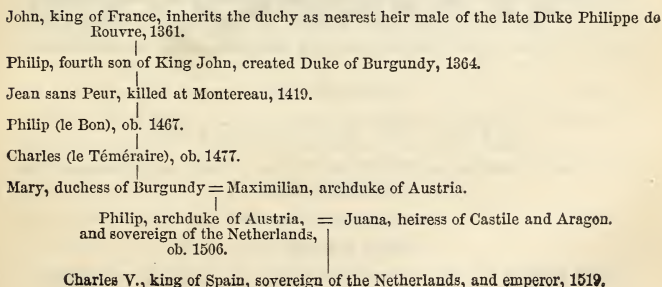 John, king of France, inherits the duchy as nearest heir male of the late Duke Philippe de
Rouvre, 1361.
Philip, fourth son of King John, created Duke of Burgundy, 1364.
Jean sans Peur, killed at Montereau, 1419.
Philip (le Bon), ob. 1467.
Charles (le Téméraire), ob. 1477.
Mary, duchess of Burgundy = Maximilian, archduke of Austria.
Philip, archduke of Austria, = Juana, heiress of Castile and Aragon.
and sovereign of the Netherlands,
ob. 1506.
Charles V., king of Spain, sovereign of the Netherlands, and emperor, 1519.